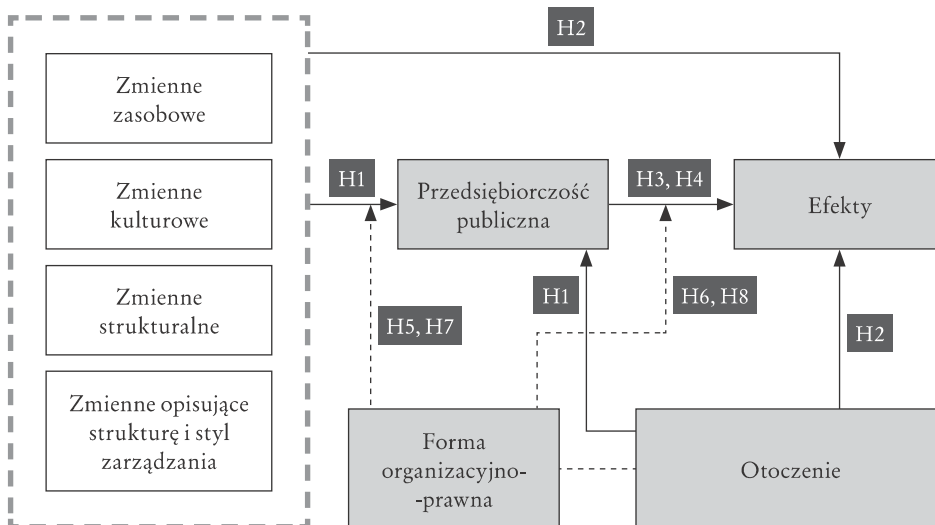 H2
Zmienne
zasobowe
Zmienne
kulturowe
Zmienne
strukturalne
Zmienne opisujące
strukturę i styl
zarządzania
H1
Przedsiębiorczość
publiczna
H3, H4
Efekty
H5, H7
H1
H6, H8
H2
Forma
organizacyjno-
-prawna
Otoczenie